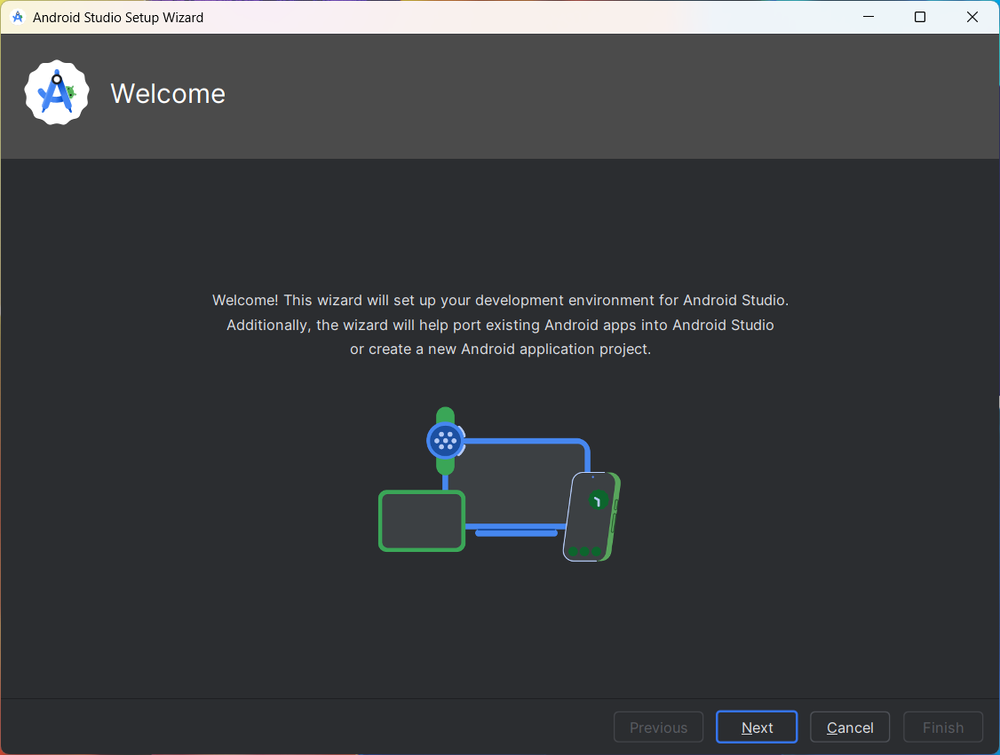 Android Studio Setup Wizard
Welcome
Welcome! This wizard will set up your development environment for Android Studio.
Additionally, the wizard will help port existing Android apps into Android Studio
or create a new Android application project.
Previous
Next
Cancel
Finish